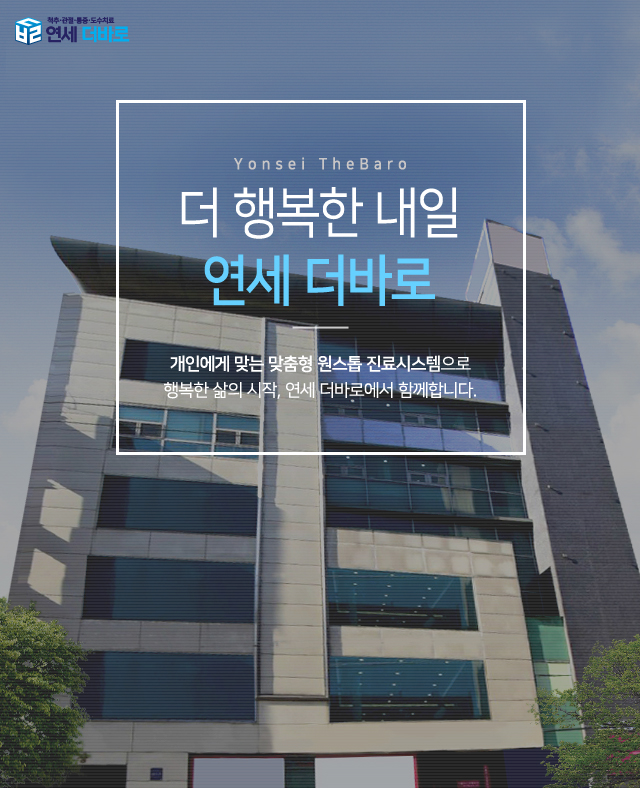 척추·관절·통증·도수치료
연세 더바로
Yonsei TheBaro
더 행복한 내일
연세 더바로
개인에게 맞는 맞춤형 원스톱 진료시스템으로
행복한 삶의 시작, 연세 더바로에서 함께합니다.